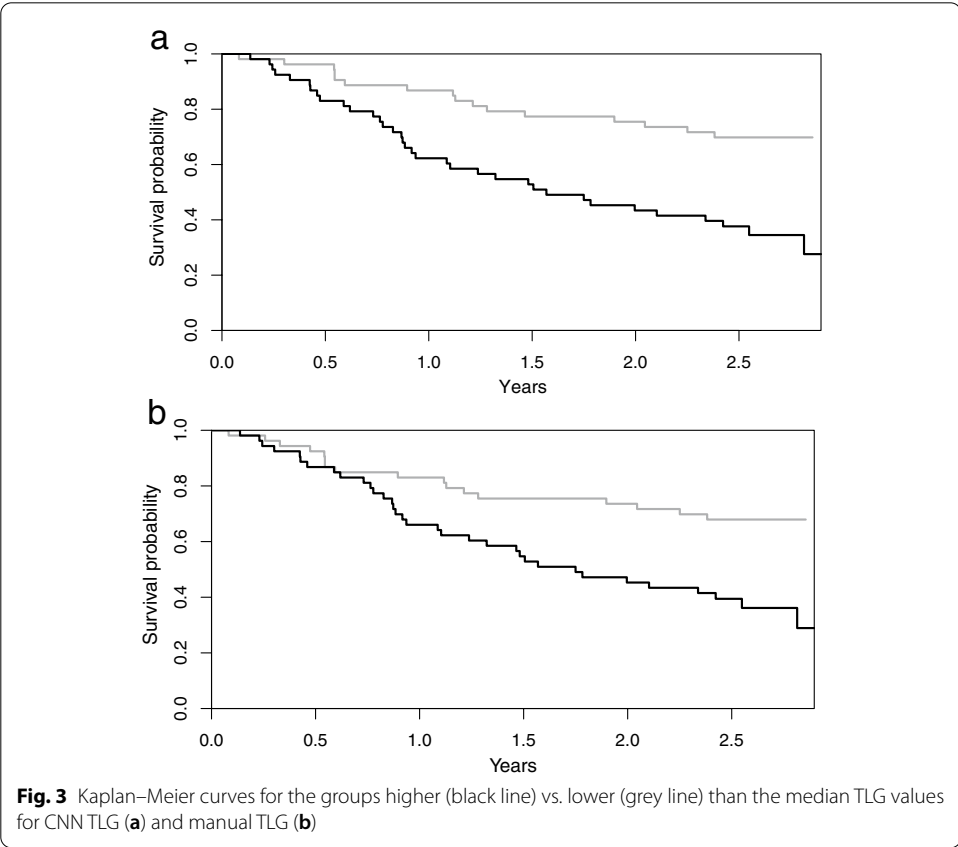 a
Survival probability
1.0
0.8
0.6
0.4
0.2
0.0
0.0 0.5 1.0 1.5 2.0 2.5
Years
b
Survival probability
1.0
0.8
0.6
0.4
0.2
0.0
0.0 0.5 1.0 1.5 2.0 2.5
Years
Fig. 3 Kaplan–Meier curves for the groups higher (black line) vs. lower (grey line) than the median TLG values
for CNN TLG (a) and manual TLG (b)